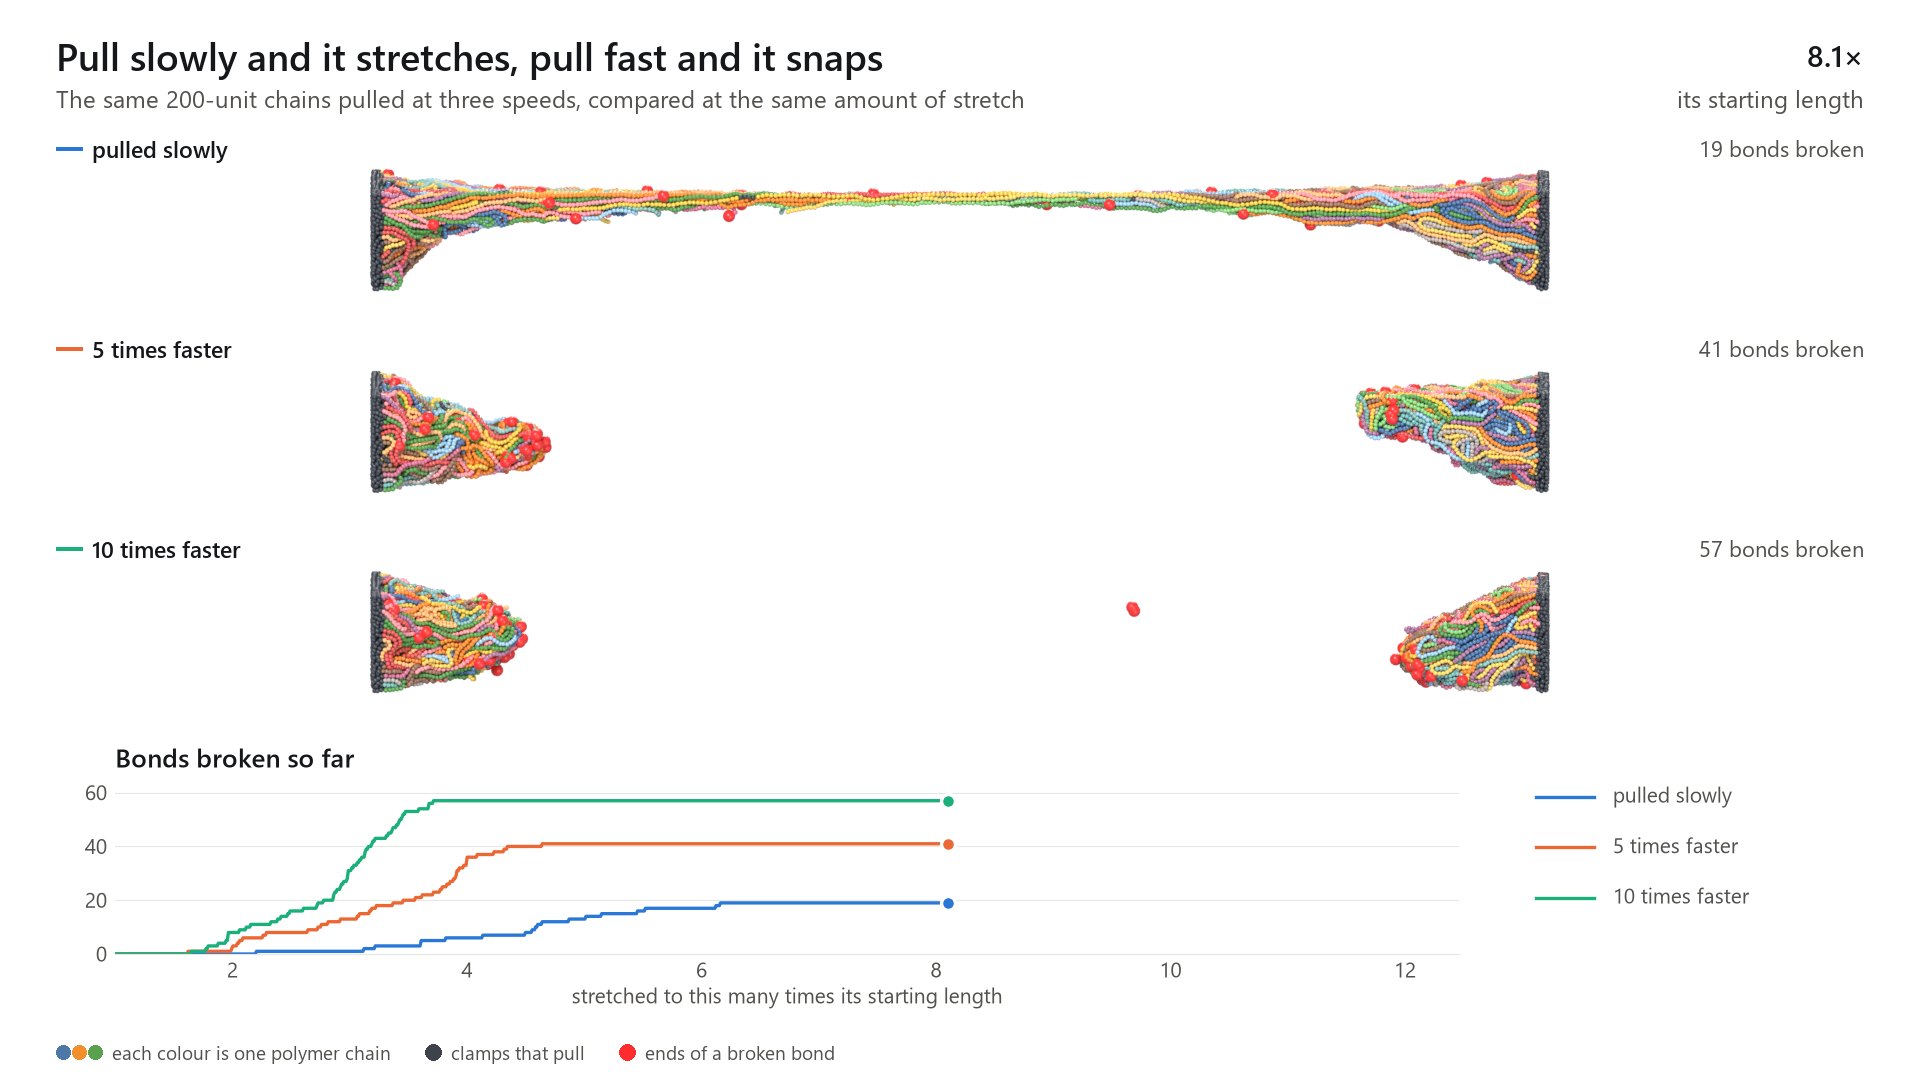 Pull slowly and it stretches, pull fast and it snaps
8.1×
The same 200-unit chains pulled at three speeds, compared at the same amount of stretch
its starting length
pulled slowly
19 bonds broken
5 times faster
41 bonds broken
10 times faster
57 bonds broken
Bonds broken so far
60
40
20
0
2 4 6 8 10 12
stretched to this many times its starting length
pulled slowly
5 times faster
10 times faster
each colour is one polymer chain
clamps that pull
ends of a broken bond